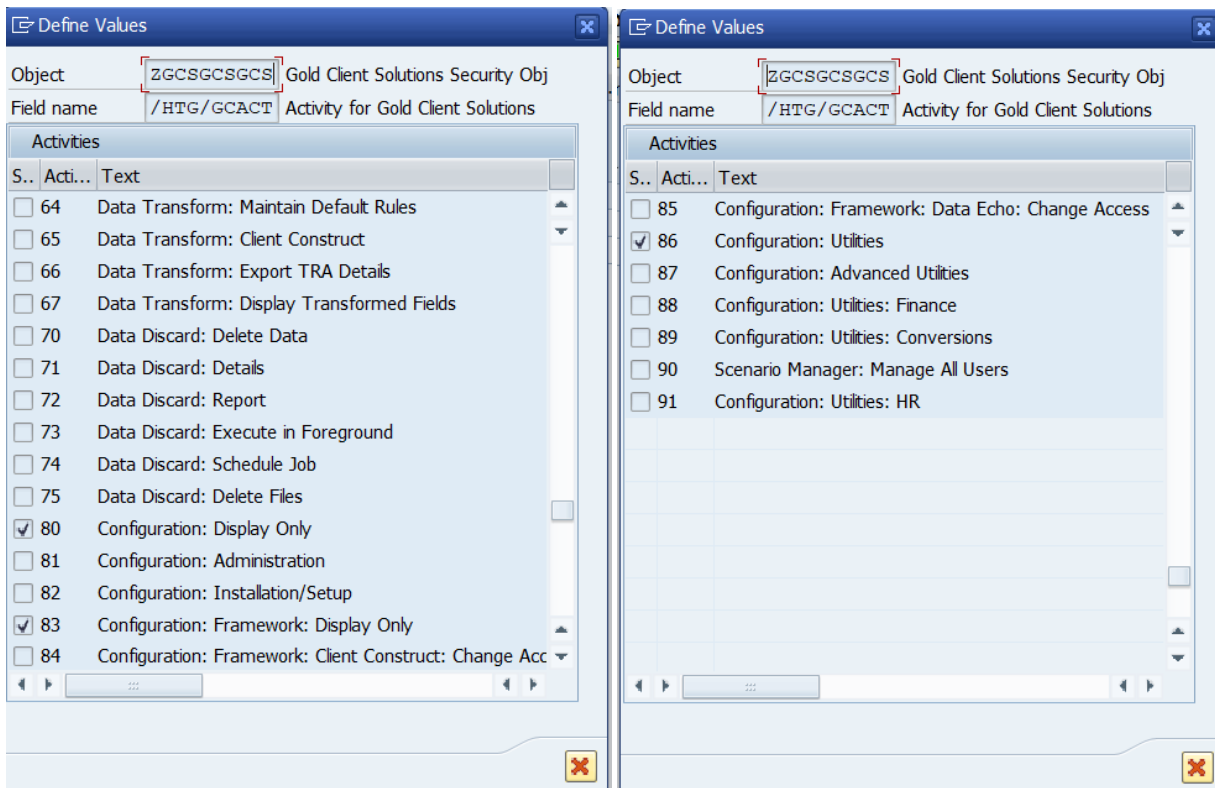 Define Values
Object ZGCSGCSGCS Gold Client Solutions Security Obj
Field name /HTG/GCACT Activity for Gold Client Solutions
Activities
S.. Acti... Text
64 Data Transform: Maintain Default Rules
65 Data Transform: Client Construct
66 Data Transform: Export TRA Details
67 Data Transform: Display Transformed Fields
70 Data Discard: Delete Data
71 Data Discard: Details
72 Data Discard: Report
73 Data Discard: Execute in Foreground
74 Data Discard: Schedule Job
75 Data Discard: Delete Files
80 Configuration: Display Only
81 Configuration: Administration
82 Configuration: Installation/Setup
83 Configuration: Framework: Display Only
84 Configuration: Framework: Client Construct: Change Acc
Define Values
Object ZGCSGCSGCS Gold Client Solutions Security Obj
Field name /HTG/GCACT Activity for Gold Client Solutions
Activities
S.. Acti... Text
85 Configuration: Framework: Data Echo: Change Access
86 Configuration: Utilities
87 Configuration: Advanced Utilities
88 Configuration: Utilities: Finance
89 Configuration: Utilities: Conversions
90 Scenario Manager: Manage All Users
91 Configuration: Utilities: HR